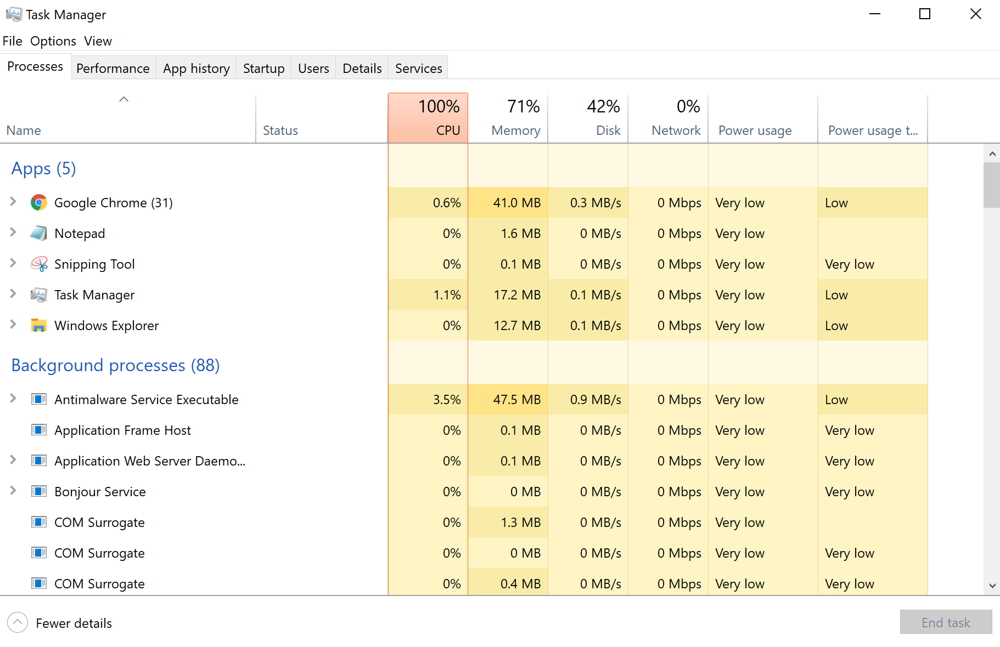 Task Manager
File Options View
Processes Performance App history Startup Users Details Services
100% 71% 42% 0%
Name Status CPU Memory Disk Network Power usage Power usage t...
Apps (5)
Google Chrome (31) 0.6% 41.0 MB 0.3 MB/s 0 Mbps Very low Low
Notepad 0% 1.6 MB 0 MB/s 0 Mbps Very low
Snipping Tool 0% 0.1 MB 0 MB/s 0 Mbps Very low Very low
Task Manager 1.1% 17.2 MB 0.1 MB/s 0 Mbps Very low Low
Windows Explorer 0% 12.7 MB 0.1 MB/s 0 Mbps Very low Low
Background processes (88)
Antimalware Service Executable 3.5% 47.5 MB 0.9 MB/s 0 Mbps Very low Low
Application Frame Host 0% 0.1 MB 0 MB/s 0 Mbps Very low Very low
Application Web Server Daemo... 0% 0.1 MB 0 MB/s 0 Mbps Very low Very low
Bonjour Service 0% 0 MB 0 MB/s 0 Mbps Very low Very low
COM Surrogate 0% 1.3 MB 0 MB/s 0 Mbps Very low
COM Surrogate 0% 0 MB 0 MB/s 0 Mbps Very low Very low
COM Surrogate 0% 0.4 MB 0 MB/s 0 Mbps Very low Very low
Fewer details End task